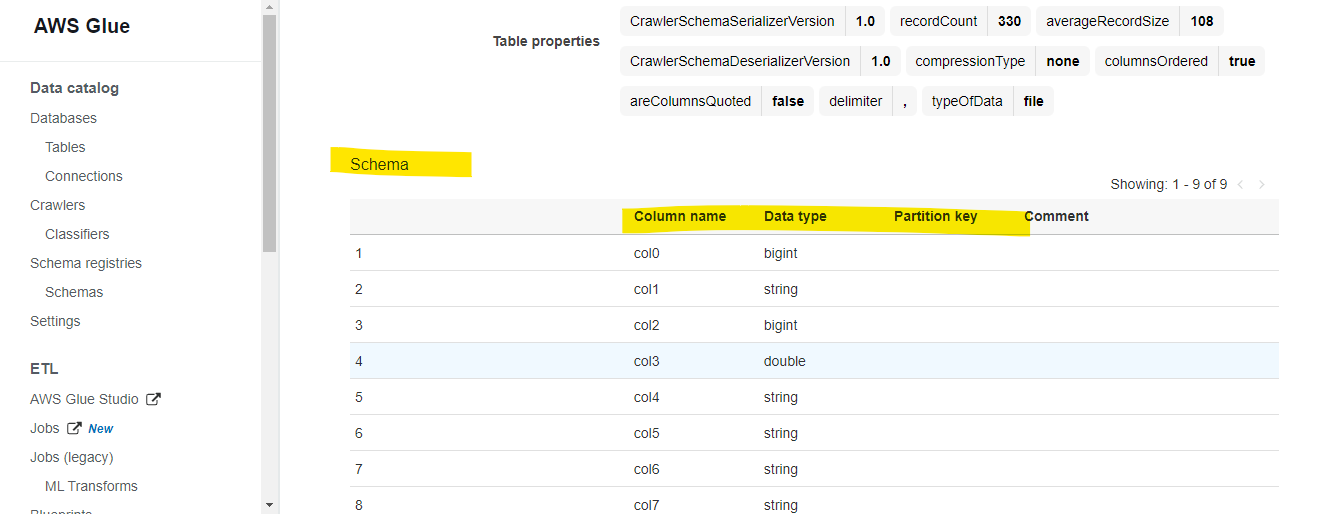 AWS Glue
Data catalog
Databases
Tables
Connections
Crawlers
Classifiers
Schema registries
Schemas
Settings
ETL
AWS Glue Studio
Jobs New
Jobs (legacy)
ML Transforms
Blueprints
Table properties
CrawlerSchemaSerializerVersion 1.0 recordCount 330 averageRecordSize 108
CrawlerSchemaDeserializerVersion 1.0 compressionType none columnsOrdered true
areColumnsQuoted false delimiter , typeOfData file
Schema
Showing: 1 - 9 of 9 < >
Column name Data type Partition key Comment
1 col0 bigint
2 col1 string
3 col2 bigint
4 col3 double
5 col4 string
6 col5 string
7 col6 string
8 col7 string